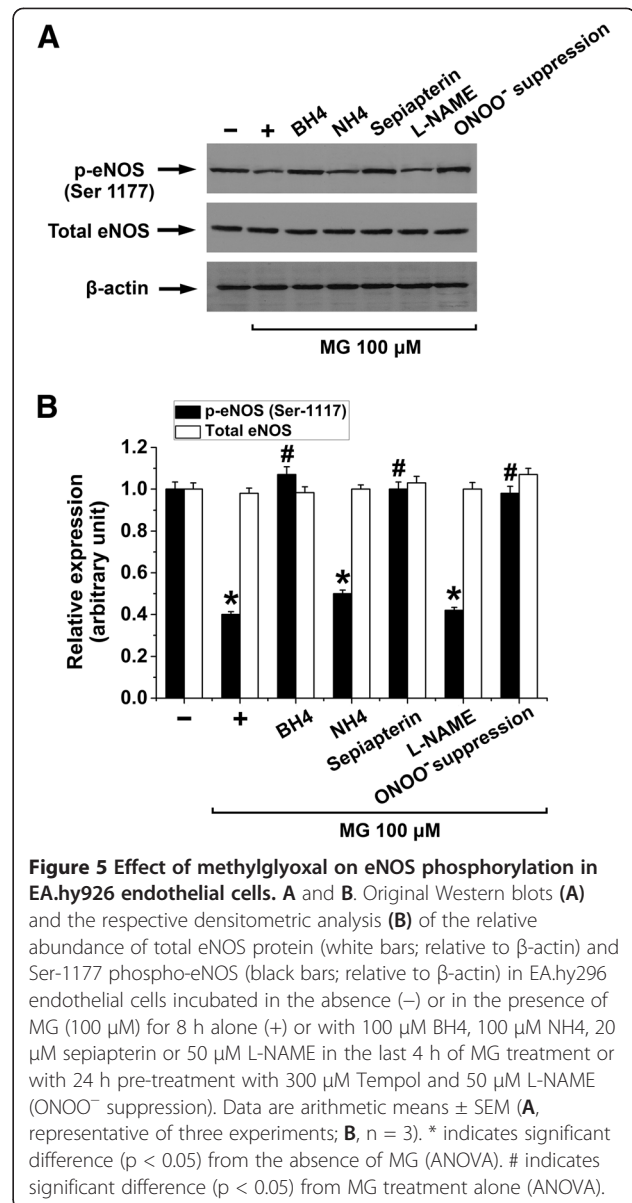 A
− + BH4 NH4 Sepiapterin L-NAME ONOO⁻ suppression
p-eNOS
(Ser 1177)
Total eNOS
β-actin
MG 100 μM
B
p-eNOS (Ser-1117)
Total eNOS
Relative expression
(arbitrary unit)
1.2
1.0
0.8
0.6
0.4
0.2
0.0
* # * # * #
− + BH4 NH4 Sepiapterin L-NAME ONOO⁻ suppression
MG 100 μM
Figure 5 Effect of methylglyoxal on eNOS phosphorylation in
EA.hy926 endothelial cells. A and B. Original Western blots (A)
and the respective densitometric analysis (B) of the relative
abundance of total eNOS protein (white bars; relative to β-actin) and
Ser-1177 phospho-eNOS (black bars; relative to β-actin) in EA.hy296
endothelial cells incubated in the absence (−) or in the presence of
MG (100 μM) for 8 h alone (+) or with 100 μM BH4, 100 μM NH4, 20
μM sepiapterin or 50 μM L-NAME in the last 4 h of MG treatment or
with 24 h pre-treatment with 300 μM Tempol and 50 μM L-NAME
(ONOO⁻ suppression). Data are arithmetic means ± SEM (A,
representative of three experiments; B, n = 3). * indicates significant
difference (p < 0.05) from the absence of MG (ANOVA). # indicates
significant difference (p < 0.05) from MG treatment alone (ANOVA).